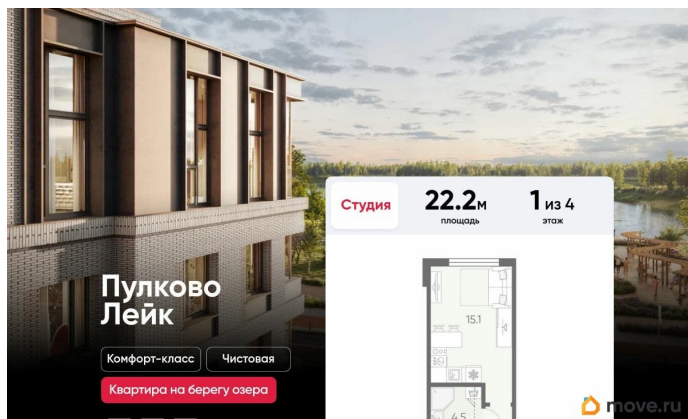 Студия
22.2м
площадь
1 из 4
этаж
15.1
4.5
Пулково
Лейк
Комфорт-класс
Чистовая
Квартира на берегу озера
move.ru